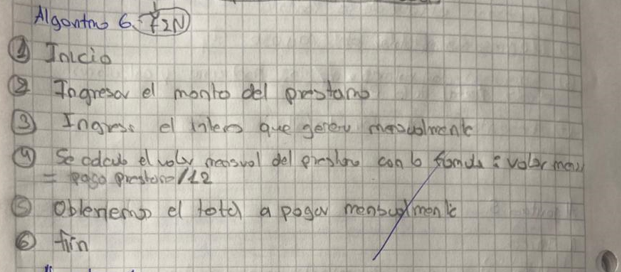 Algoritmo 6. F2N
① Inicio
② Ingresar el monto del prestamo
③ Ingrese el interes que genera mensualmente
④ Se calcula el valor mensual del prestamo con la formula : valor men
= pago prestamo/12
⑤ Obtenemos el total a pagar mensualmente
⑥ fin